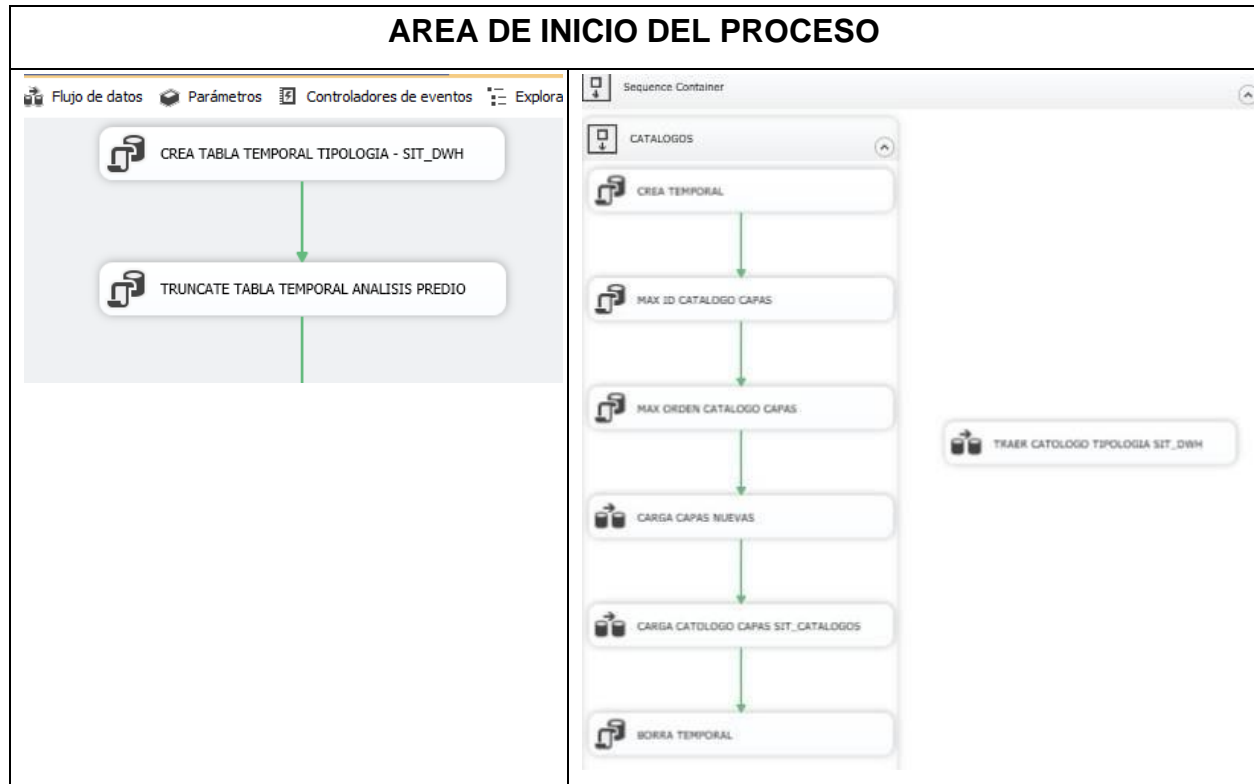 AREA DE INICIO DEL PROCESO
Flujo de datos Parámetros Controladores de eventos Explora
CREA TABLA TEMPORAL TIPOLOGIA - SIT_DWH
TRUNCATE TABLA TEMPORAL ANALISIS PREDIO
Sequence Container
CATALOGOS
CREA TEMPORAL
MAX ID CATALOGO CAPAS
MAX ORDEN CATALOGO CAPAS
TRAER CATOLOGO TIPOLOGIA SIT_DWH
CARGA CAPAS NUEVAS
CARGA CATOLOGO CAPAS SIT_CATALOGOS
BORRA TEMPORAL